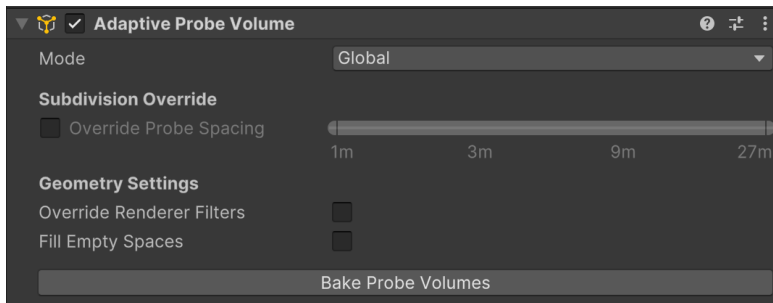 Adaptive Probe Volume
Mode Global
Subdivision Override
Override Probe Spacing
1m 3m 9m 27m
Geometry Settings
Override Renderer Filters
Fill Empty Spaces
Bake Probe Volumes